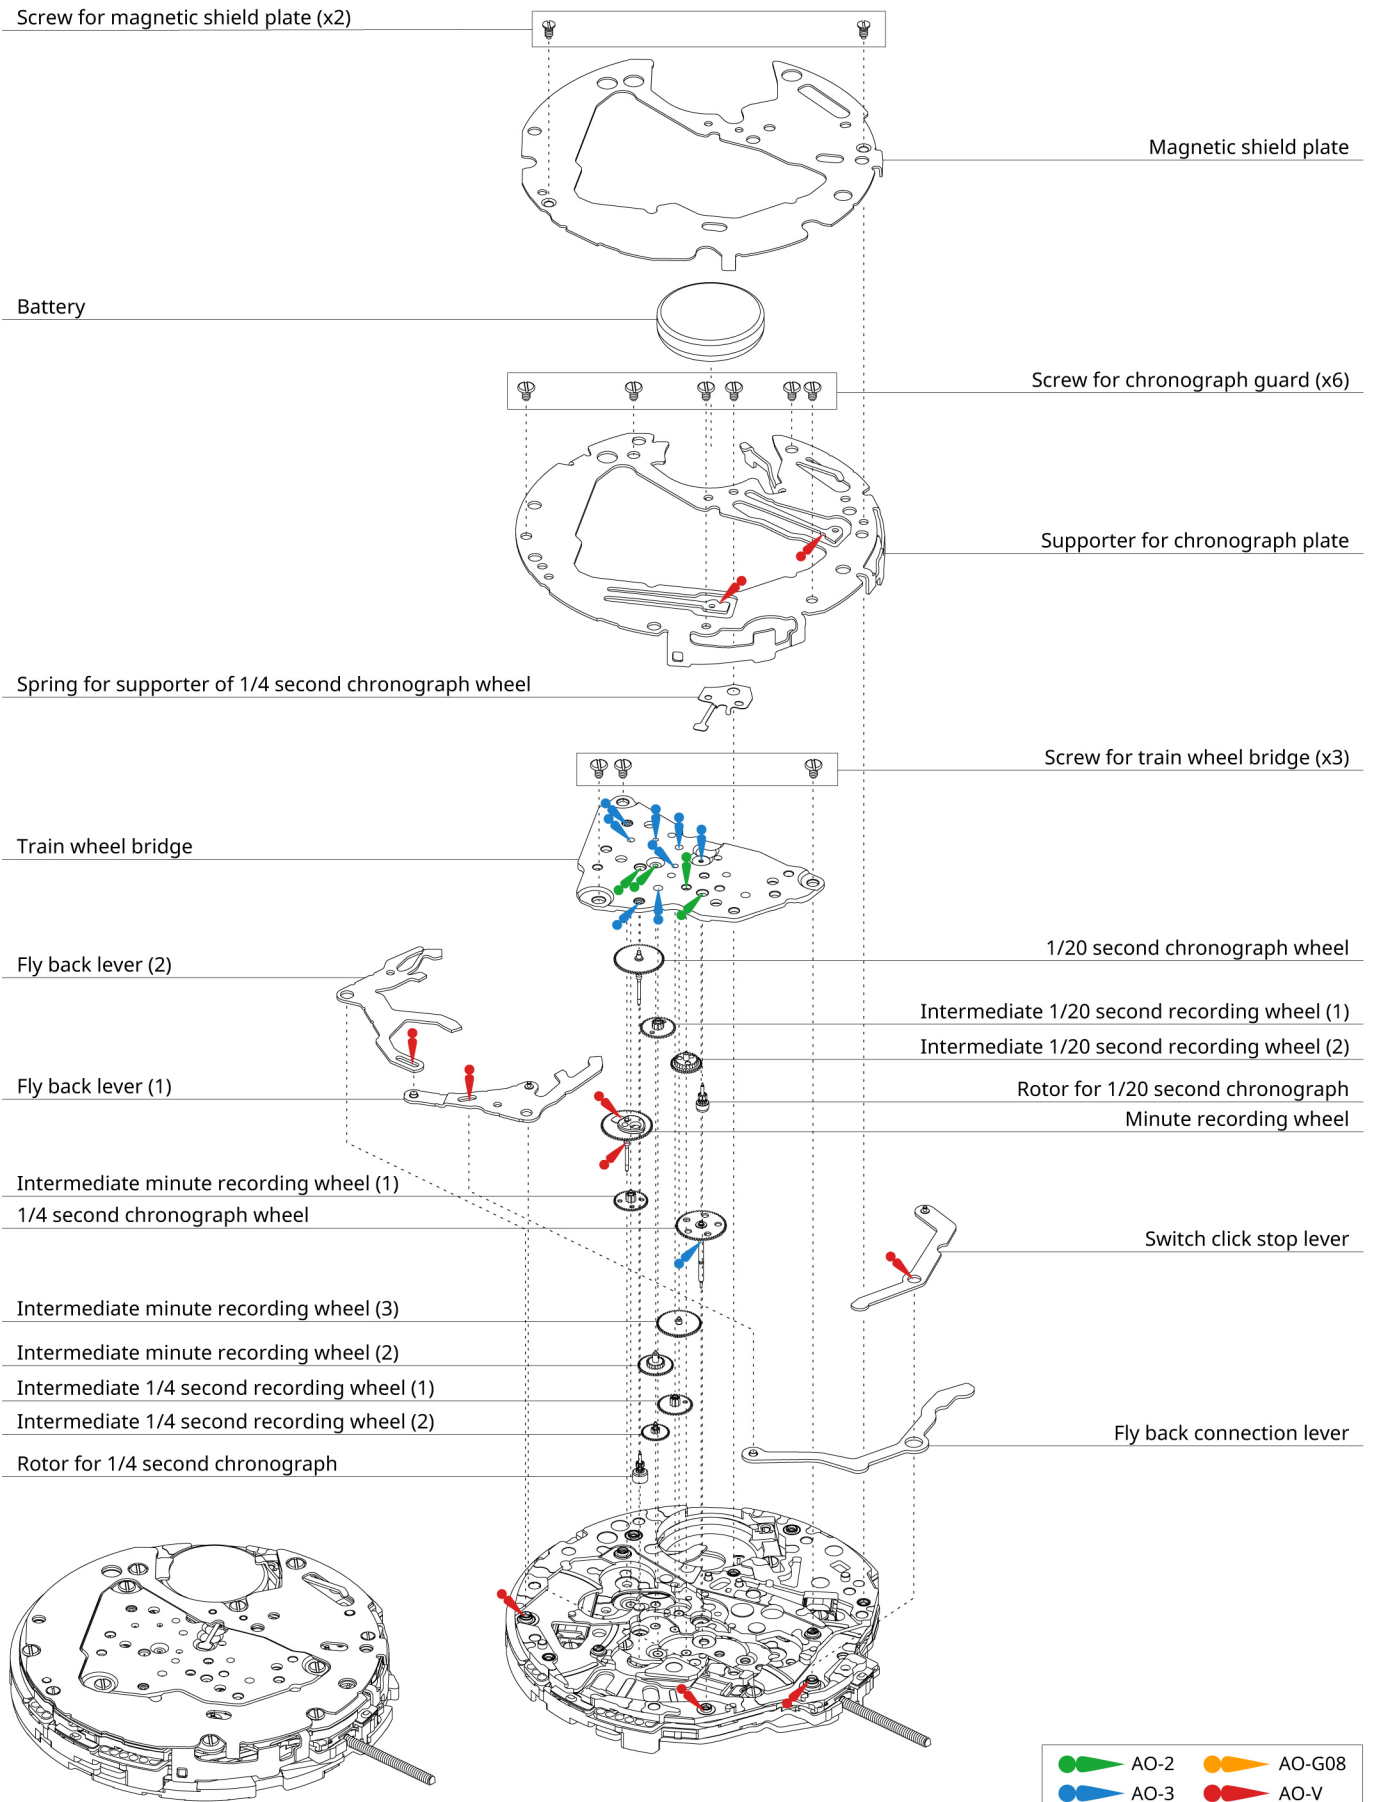 Screw for magnetic shield plate (x2)
Magnetic shield plate
Battery
Screw for chronograph guard (x6)
Supporter for chronograph plate
Spring for supporter of 1/4 second chronograph wheel
Screw for train wheel bridge (x3)
Train wheel bridge
1/20 second chronograph wheel
Fly back lever (2)
Intermediate 1/20 second recording wheel (1)
Intermediate 1/20 second recording wheel (2)
Fly back lever (1)
Rotor for 1/20 second chronograph
Minute recording wheel
Intermediate minute recording wheel (1)
1/4 second chronograph wheel
Switch click stop lever
Intermediate minute recording wheel (3)
Intermediate minute recording wheel (2)
Intermediate 1/4 second recording wheel (1)
Intermediate 1/4 second recording wheel (2)
Fly back connection lever
Rotor for 1/4 second chronograph
AO-2 AO-G08
AO-3 AO-V